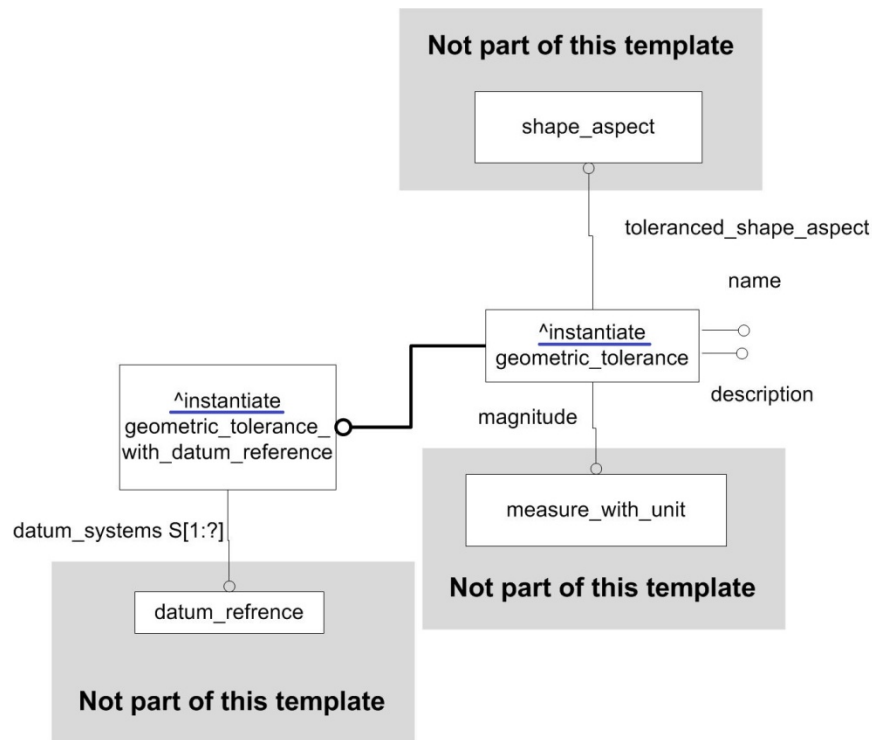 Not part of this template
shape_aspect
toleranced_shape_aspect
name
^instantiate
geometric_tolerance
description
magnitude
^instantiate
geometric_tolerance_
with_datum_reference
measure_with_unit
datum_systems S[1:?]
Not part of this template
datum_refrence
Not part of this template